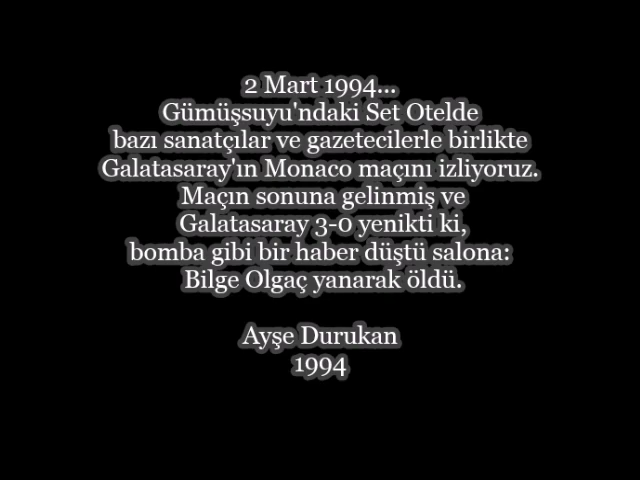 2 Mart 1994...
Gümüşsuyu'ndaki Set Otelde
bazı sanatçılar ve gazetecilerle birlikte
Galatasaray'ın Monaco maçını izliyoruz.
Maçın sonuna gelinmiş ve
Galatasaray 3-0 yenikti ki,
bomba gibi bir haber düştü salona:
Bilge Olgaç yanarak öldü.
Ayşe Durukan
1994